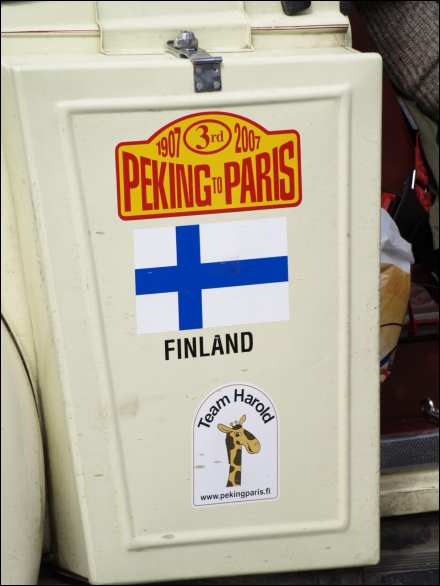 1907 3rd 2007
PEKING TO PARIS
FINLAND
Team Harold
www.pekingparis.fi